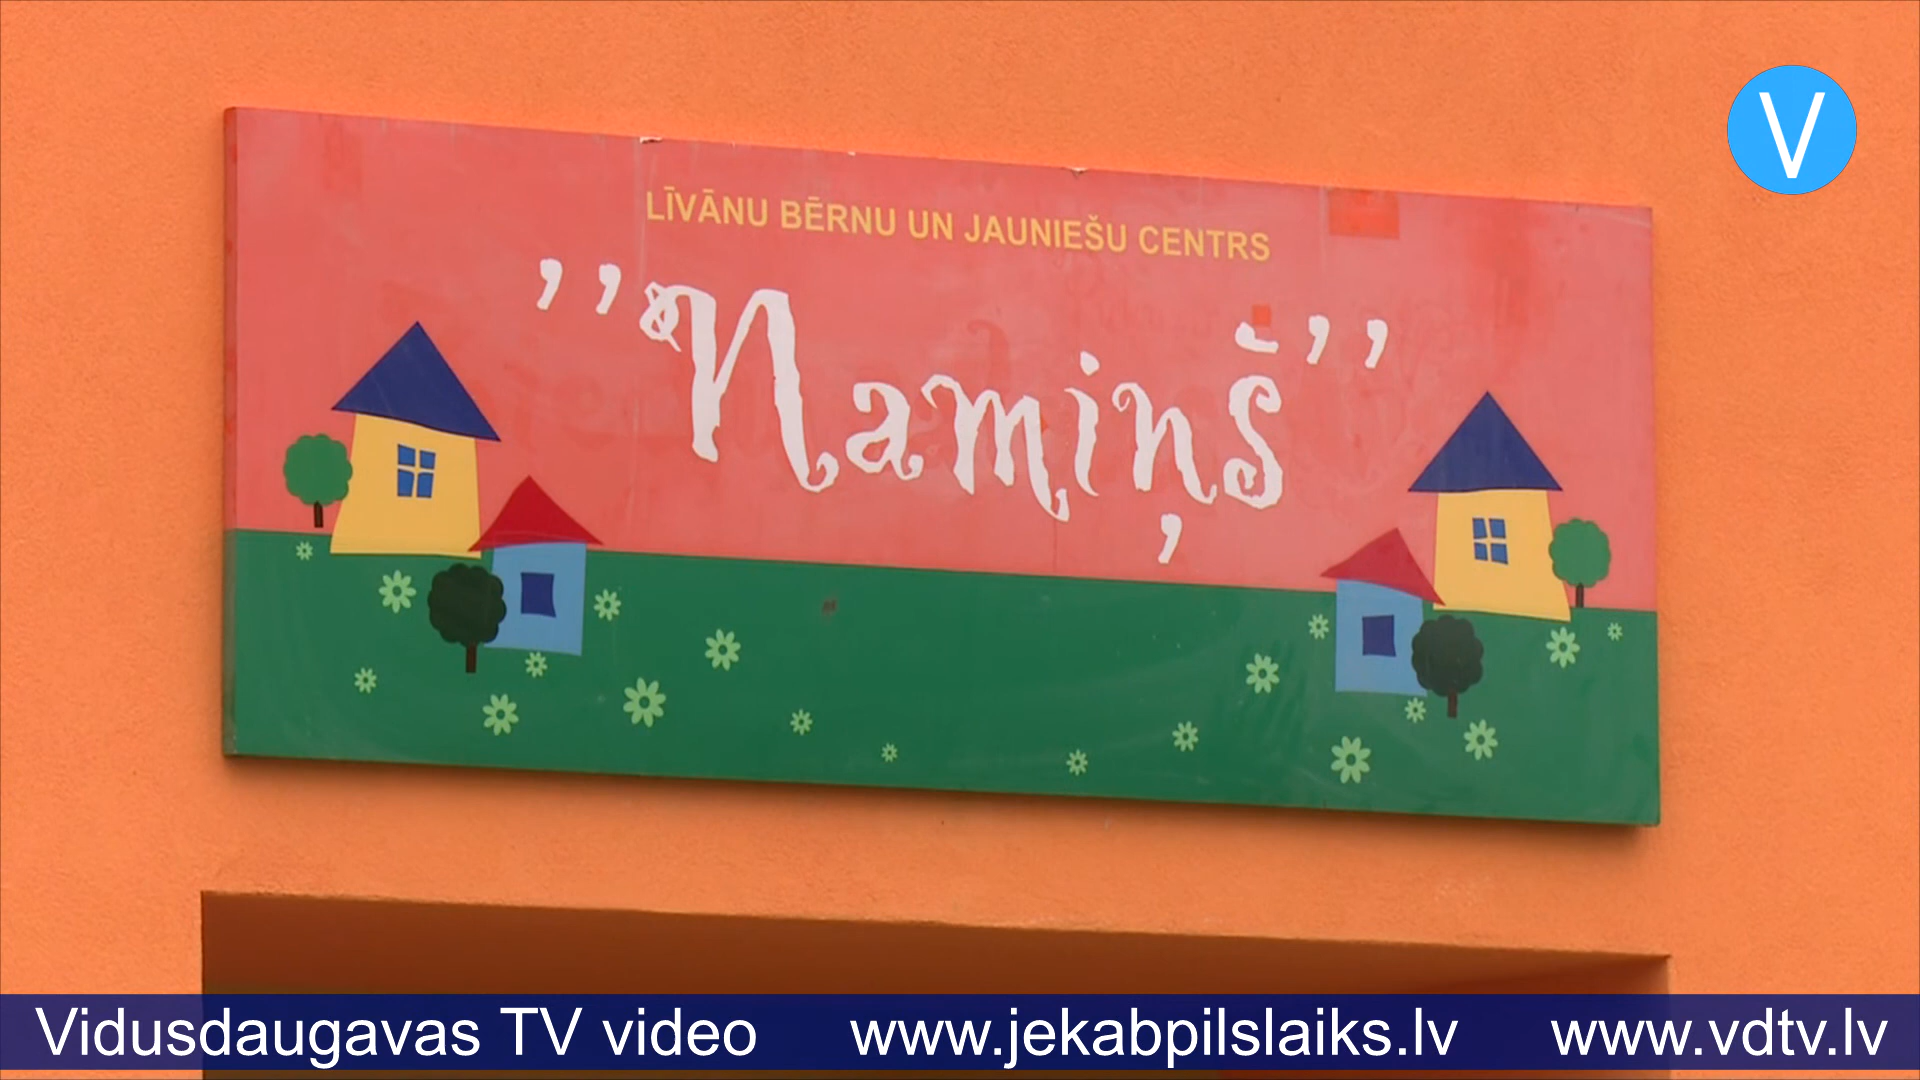 V
LĪVĀNU BĒRNU UN JAUNIEŠU CENTRS
’’Namiņš’’
Vidusdaugavas TV video www.jekabpilslaiks.lv www.vdtv.lv